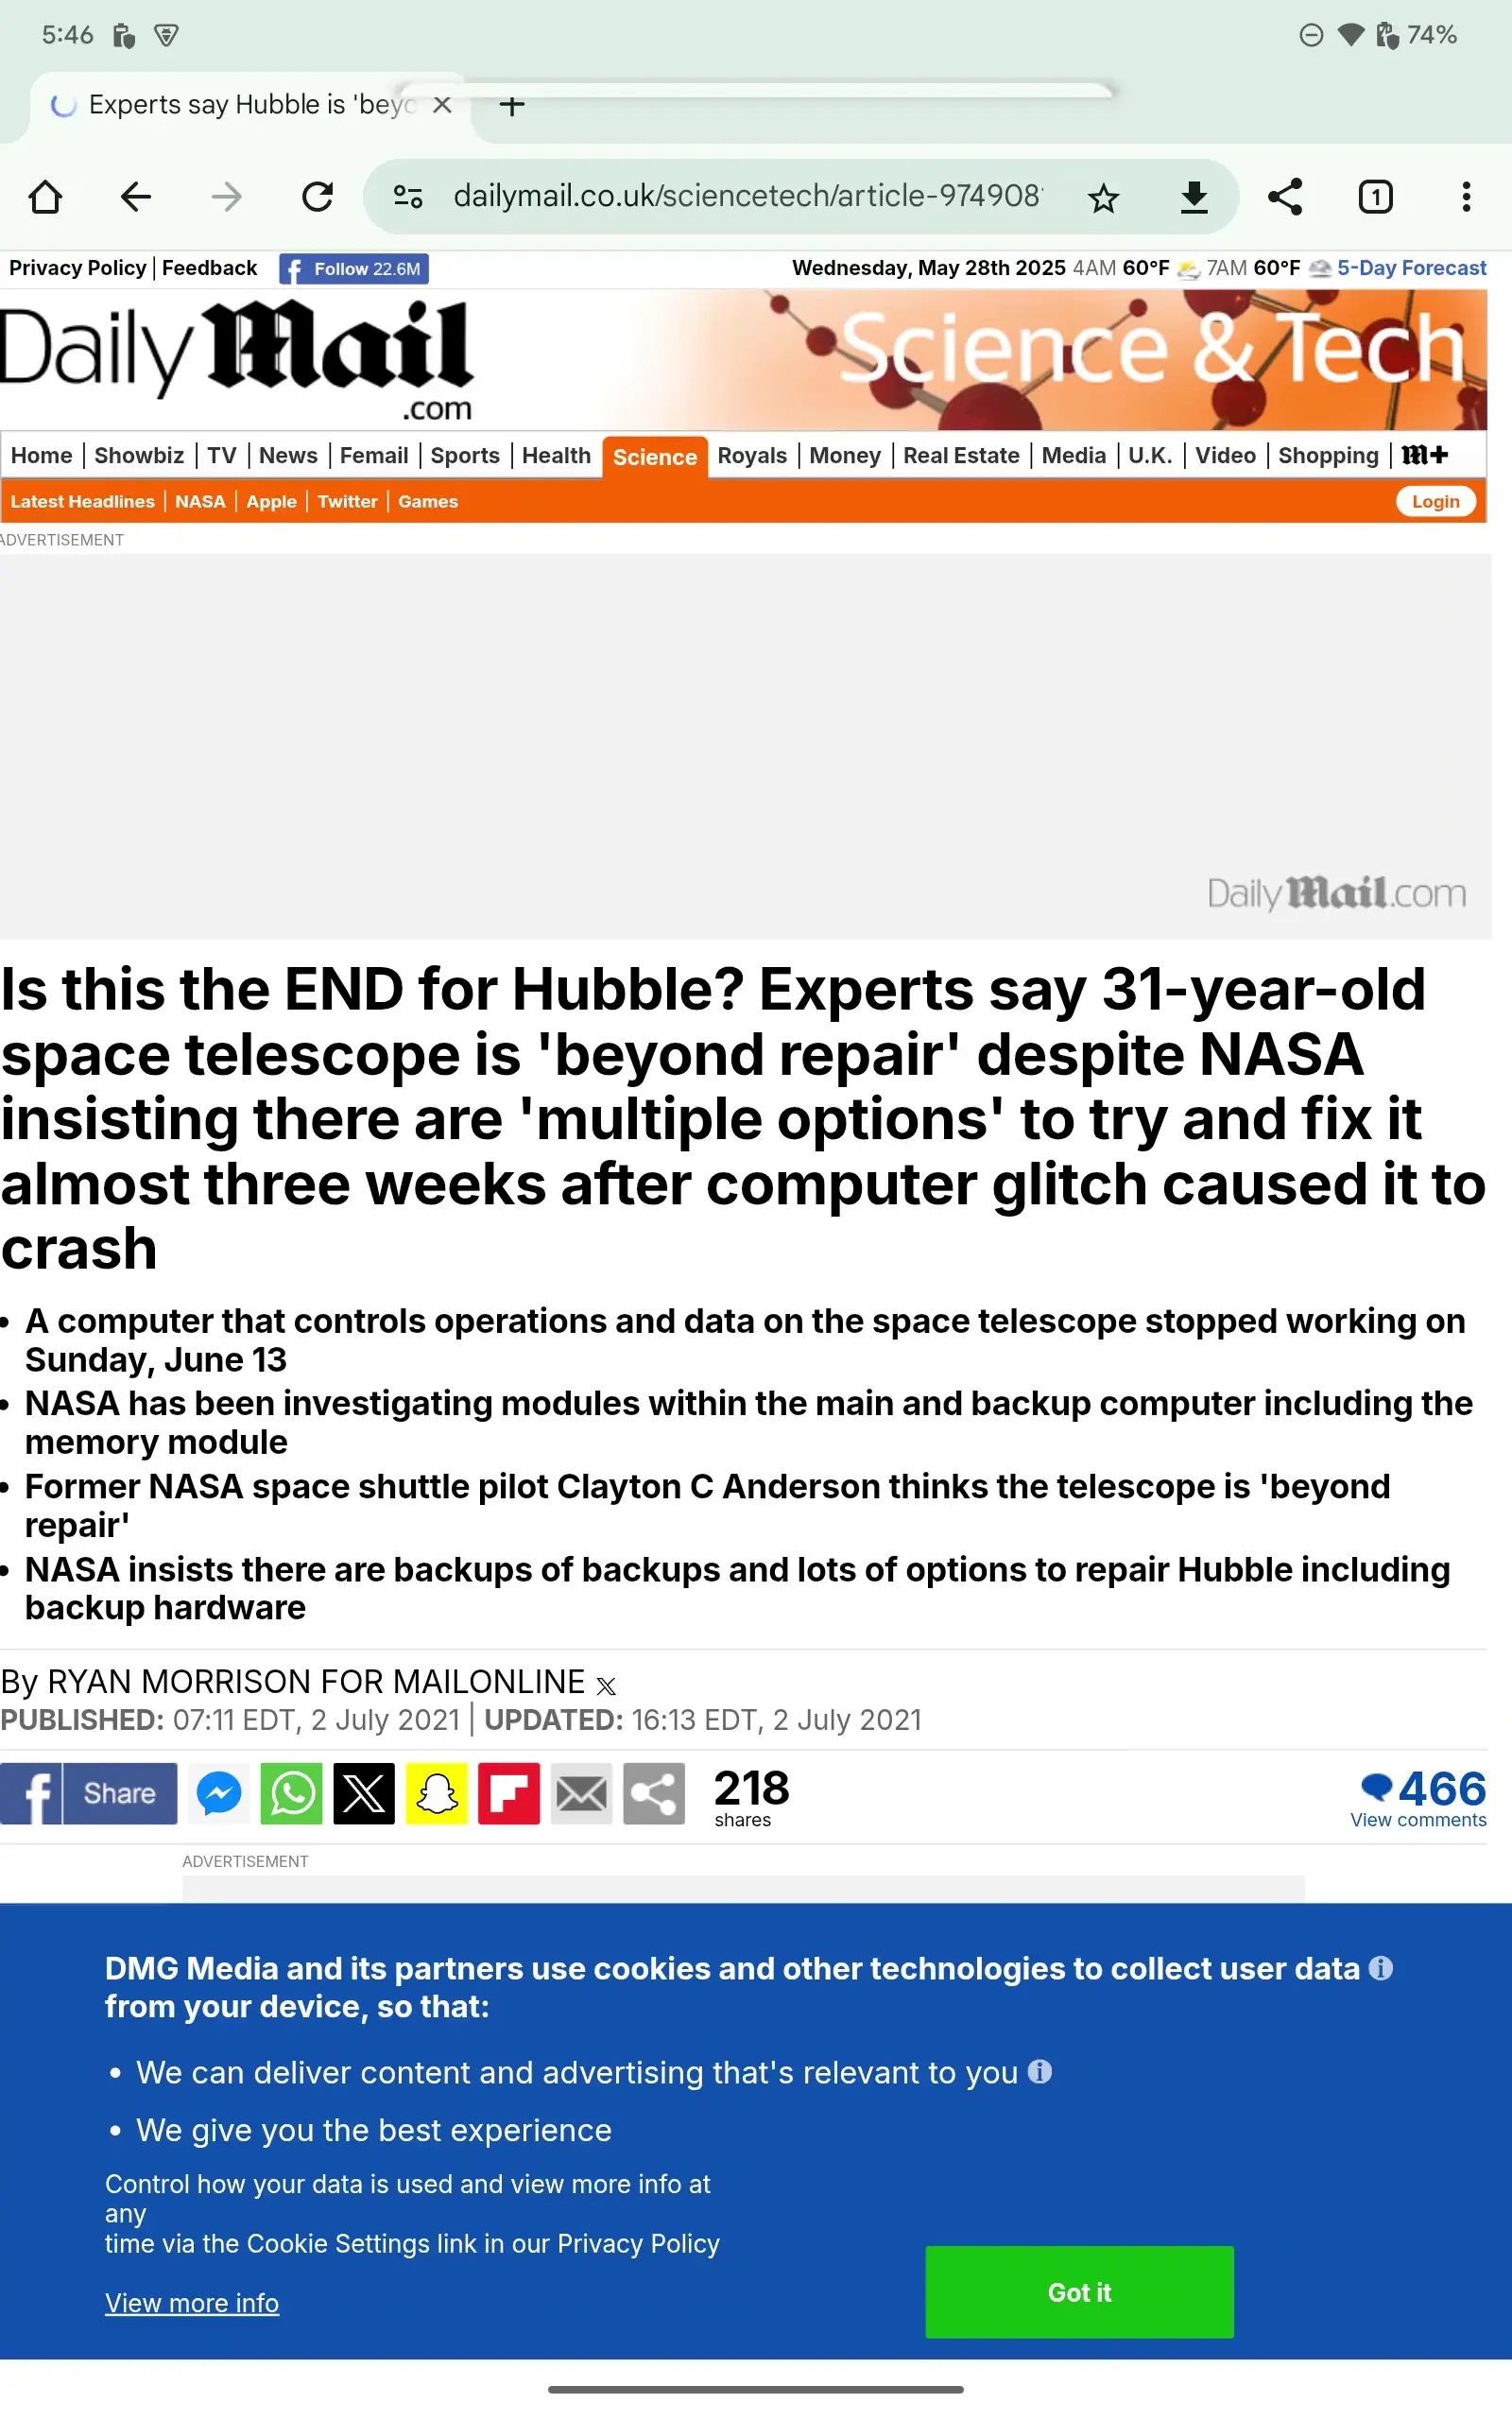 5:46
74%
Experts say Hubble is 'beyo
dailymail.co.uk/sciencetech/article-974908
1
Privacy Policy | Feedback
Follow 22.6M
Wednesday, May 28th 2025 4AM 60°F 7AM 60°F 5-Day Forecast
Daily Mail
.com
Science & Tech
Home | Showbiz | TV | News | Femail | Sports | Health | Science | Royals | Money | Real Estate | Media | U.K. | Video | Shopping | m+
Latest Headlines | NASA | Apple | Twitter | Games
Login
ADVERTISEMENT
Daily Mail.com
Is this the END for Hubble? Experts say 31-year-old
space telescope is 'beyond repair' despite NASA
insisting there are 'multiple options' to try and fix it
almost three weeks after computer glitch caused it to
crash
• A computer that controls operations and data on the space telescope stopped working on
Sunday, June 13
• NASA has been investigating modules within the main and backup computer including the
memory module
• Former NASA space shuttle pilot Clayton C Anderson thinks the telescope is 'beyond
repair'
• NASA insists there are backups of backups and lots of options to repair Hubble including
backup hardware
By RYAN MORRISON FOR MAILONLINE
PUBLISHED: 07:11 EDT, 2 July 2021 | UPDATED: 16:13 EDT, 2 July 2021
Share
218
shares
466
View comments
ADVERTISEMENT
DMG Media and its partners use cookies and other technologies to collect user data
from your device, so that:
• We can deliver content and advertising that's relevant to you
• We give you the best experience
Control how your data is used and view more info at
any
time via the Cookie Settings link in our Privacy Policy
View more info
Got it